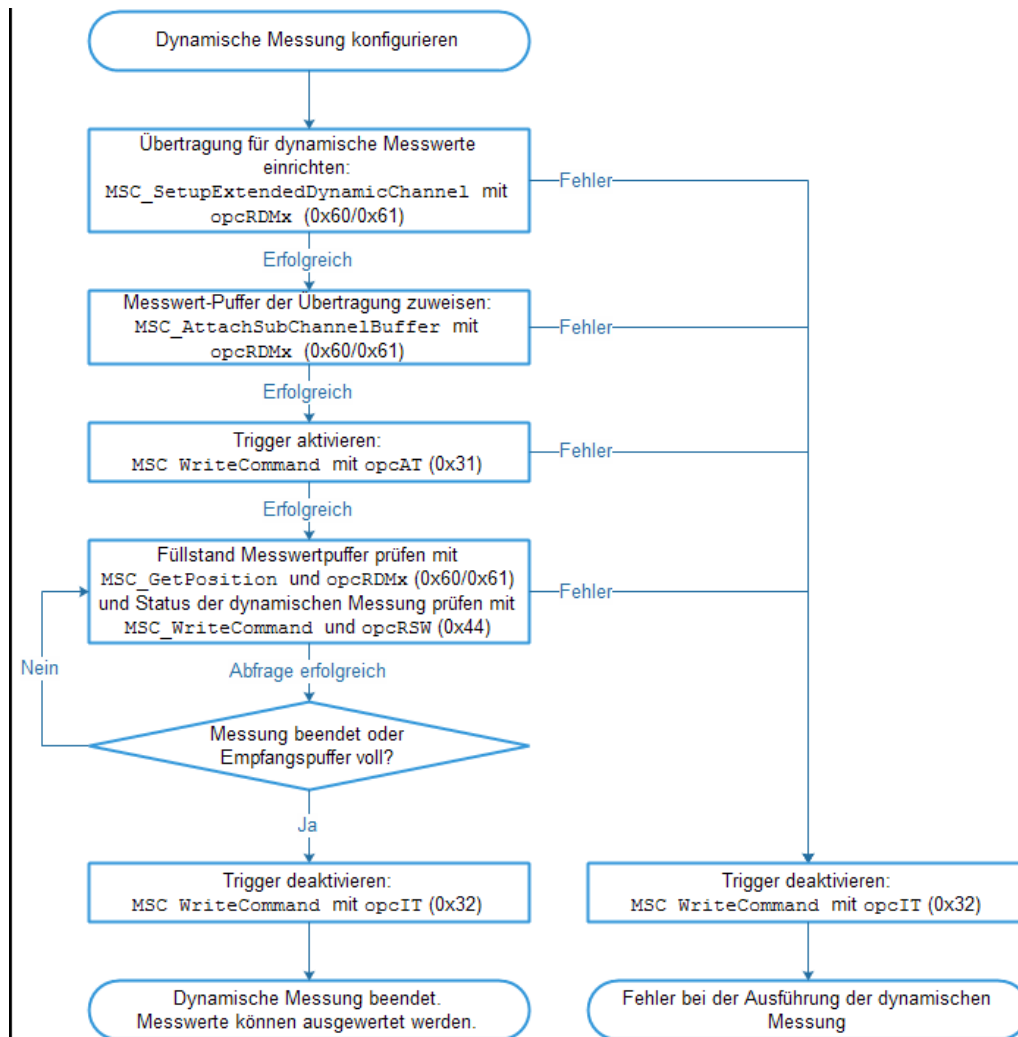 Dynamische Messung konfigurieren
Übertragung für dynamische Messwerte
einrichten:
MSC_SetupExtendedDynamicChannel mit
opcRDMx (0x60/0x61)
Fehler
Erfolgreich
Messwert-Puffer der Übertragung zuweisen:
MSC_AttachSubChannelBuffer mit
opcRDMx (0x60/0x61)
Fehler
Erfolgreich
Trigger aktivieren:
MSC WriteCommand mit opcAT (0x31)
Fehler
Erfolgreich
Füllstand Messwertpuffer prüfen mit
MSC_GetPosition und opcRDMx (0x60/0x61)
und Status der dynamischen Messung prüfen mit
MSC_WriteCommand und opcRSW (0x44)
Fehler
Nein
Abfrage erfolgreich
Messung beendet oder
Empfangspuffer voll?
Ja
Trigger deaktivieren:
MSC WriteCommand mit opcIT (0x32)
Trigger deaktivieren:
MSC WriteCommand mit opcIT (0x32)
Dynamische Messung beendet.
Messwerte können ausgewertet werden.
Fehler bei der Ausführung der dynamischen
Messung